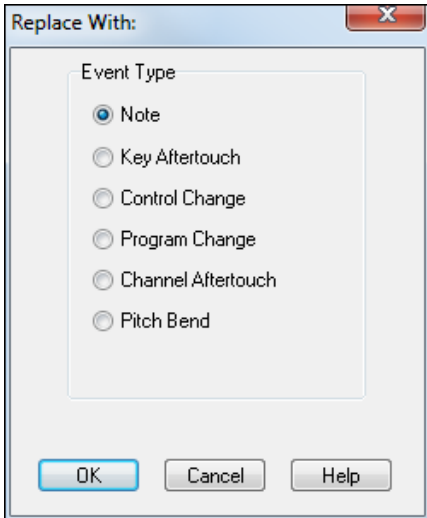 Replace With:
Event Type
Note
Key Aftertouch
Control Change
Program Change
Channel Aftertouch
Pitch Bend
OK Cancel Help